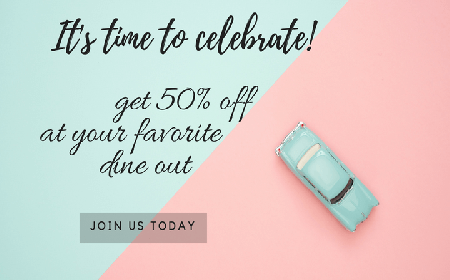 It's time to celebrate!
get 50% off
at your favorite
dine out
JOIN US TODAY